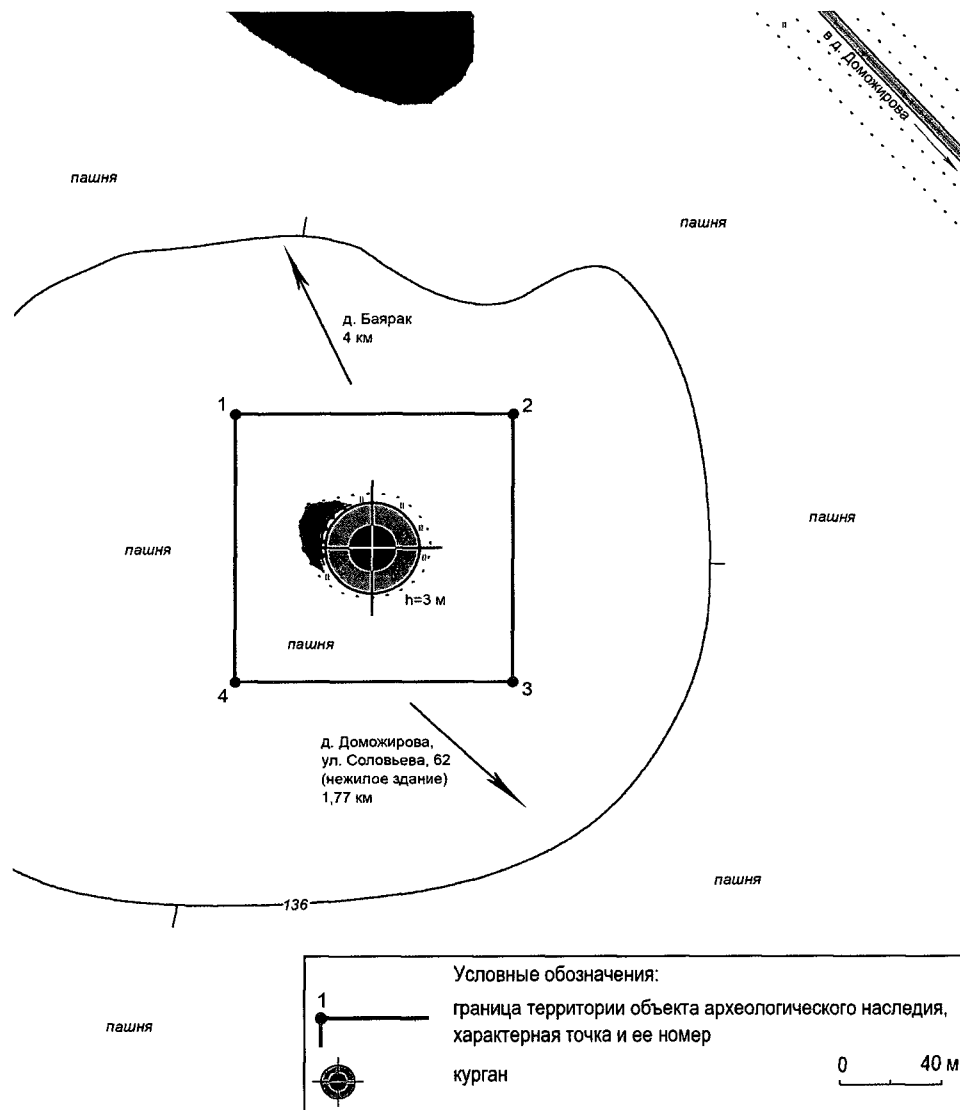 в д. Доможирова
пашня
пашня
д. Баярак
4 км
1
2
пашня
пашня
h=3 м
пашня
4
3
д. Доможирова,
ул. Соловьева, 62
(нежилое здание)
1,77 км
пашня
136
пашня
Условные обозначения:
1
граница территории объекта археологического наследия,
характерная точка и ее номер
курган
0 40 м